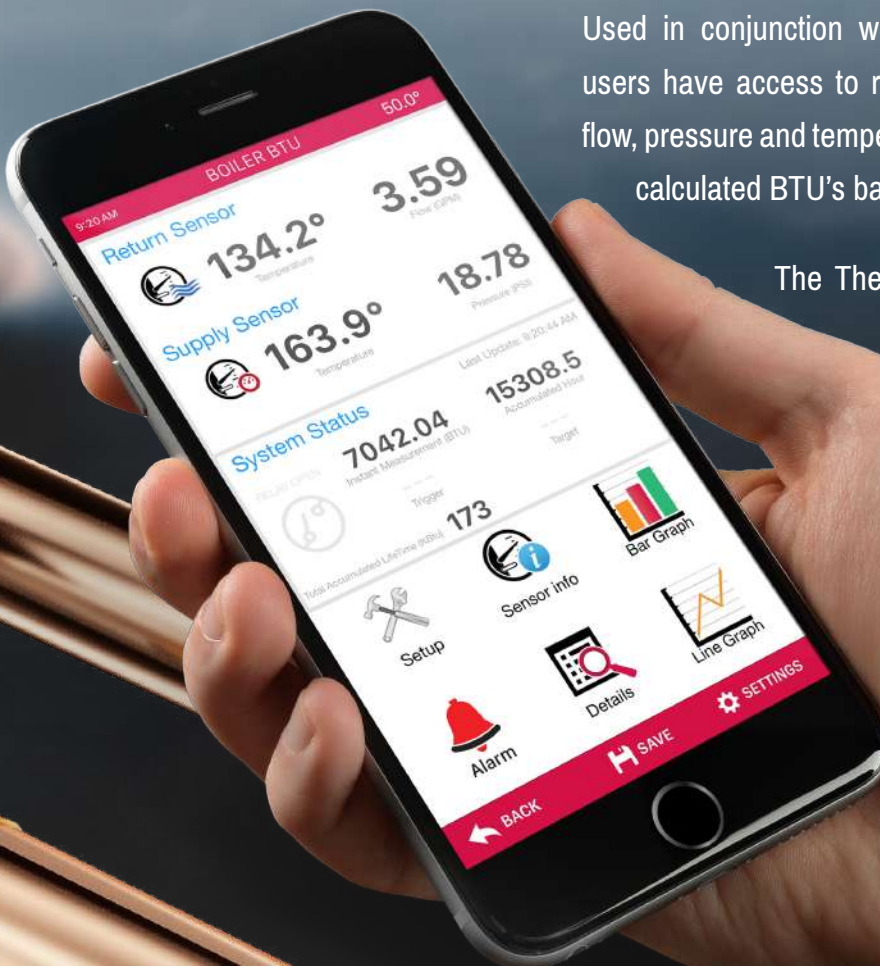 Used in conjunction w
users have access to r
flow, pressure and tempe
calculated BTU's ba
The The
9:20 AM BOILER BTU 50.0°
Return Sensor
134.2° 3.59
Temperature Flow (GPM)
Supply Sensor
163.9° 18.78
Temperature Pressure (PSI)
System Status Last Update: 9:20:44 AM
RELAY OPEN 7042.04 15308.5
Instant Measurement (BTU) Accumulated Hour
--- ---
Trigger Target
Total Accumulated LifeTime (KBtu) 173
Setup Sensor info Bar Graph
Alarm Details Line Graph
BACK SAVE SETTINGS